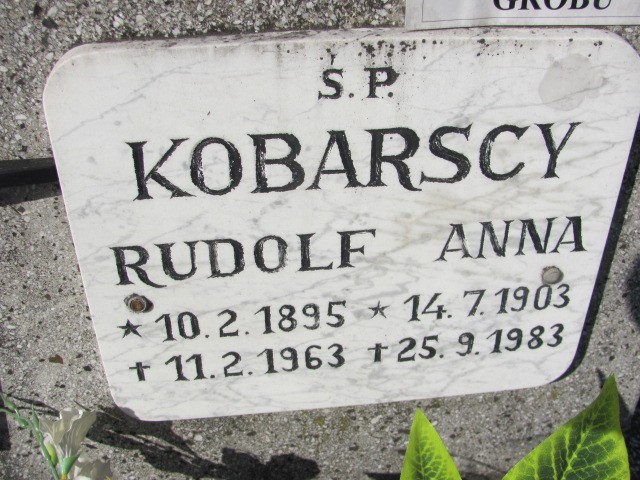 GROBU
Ś.P.
KOBARSCY
RUDOLF ANNA
* 10.2.1895 * 14.7.1903
† 11.2.1963 † 25.9.1983